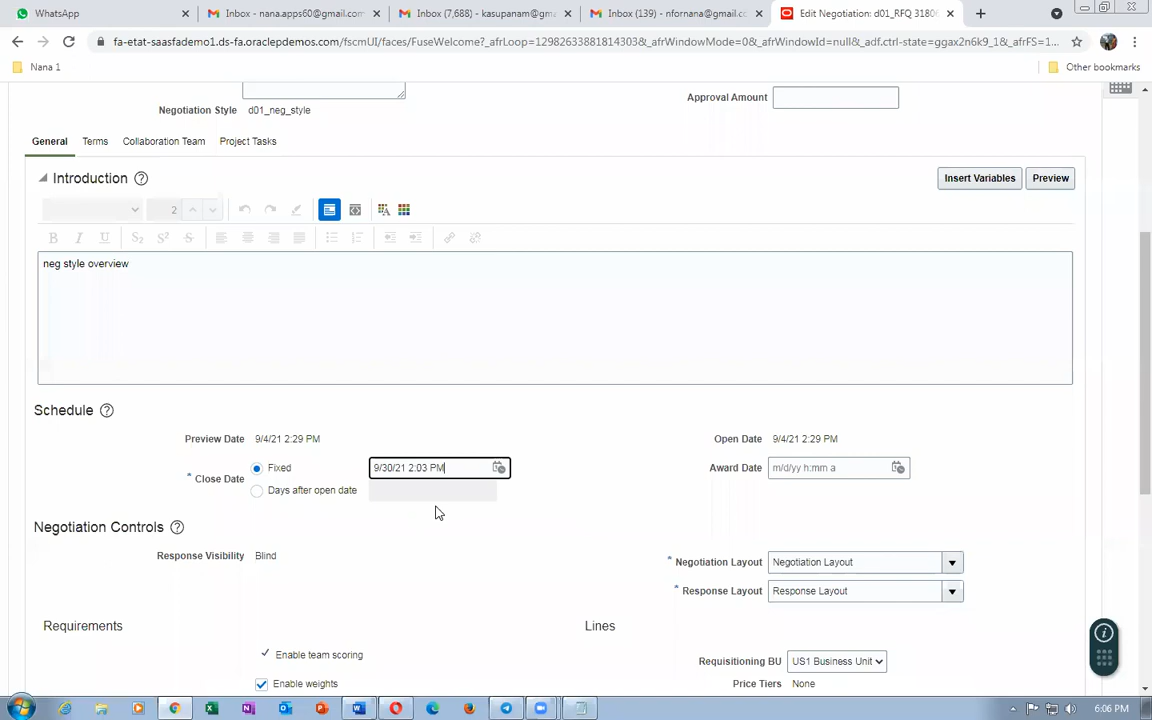 WhatsApp
Inbox - nana.apps60@gmail.com
Inbox (7,688) - kasupanam@gma
Inbox (139) - nfornana@gmail.cc
Edit Negotiation: d01_RFQ 31806
fa-etat-saasfademo1.ds-fa.oraclepdemos.com/fscmUI/faces/FuseWelcome?_afrLoop=12982633881814303&_afrWindowMode=0&_afrWindowId=null&_adf.ctrl-state=ggax2n6k9_1&_afrFS=1...
Nana 1
Other bookmarks
Negotiation Style d01_neg_style
Approval Amount
General Terms Collaboration Team Project Tasks
Introduction
Insert Variables Preview
2
B I U S2 S2 S
neg style overview
Schedule
Preview Date 9/4/21 2:29 PM
Open Date 9/4/21 2:29 PM
* Close Date
Fixed 9/30/21 2:03 PM
Award Date m/d/yy h:mm a
Days after open date
Negotiation Controls
Response Visibility Blind
* Negotiation Layout Negotiation Layout
* Response Layout Response Layout
Requirements
Lines
Enable team scoring
Requisitioning BU US1 Business Unit
Enable weights
Price Tiers None
6:06 PM